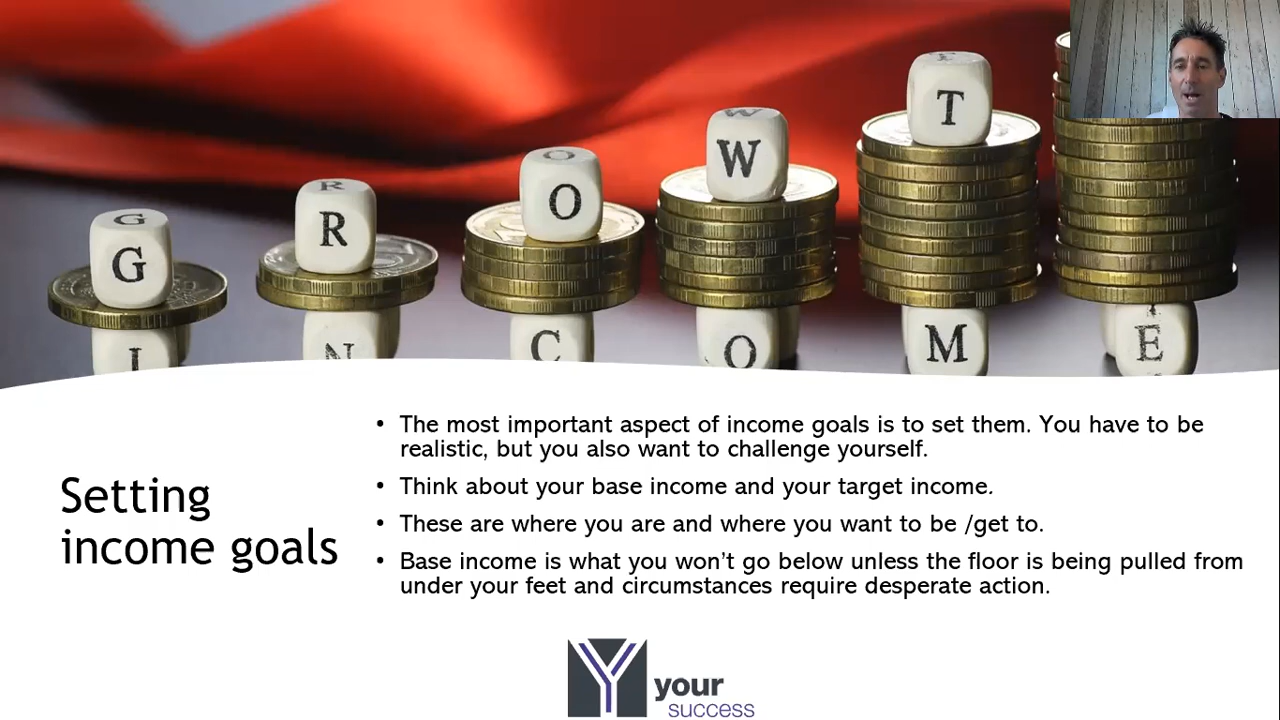 G R O W T
I N C O M E
Setting
income goals
• The most important aspect of income goals is to set them. You have to be
realistic, but you also want to challenge yourself.
• Think about your base income and your target income.
• These are where you are and where you want to be /get to.
• Base income is what you won’t go below unless the floor is being pulled from
under your feet and circumstances require desperate action.
your
success